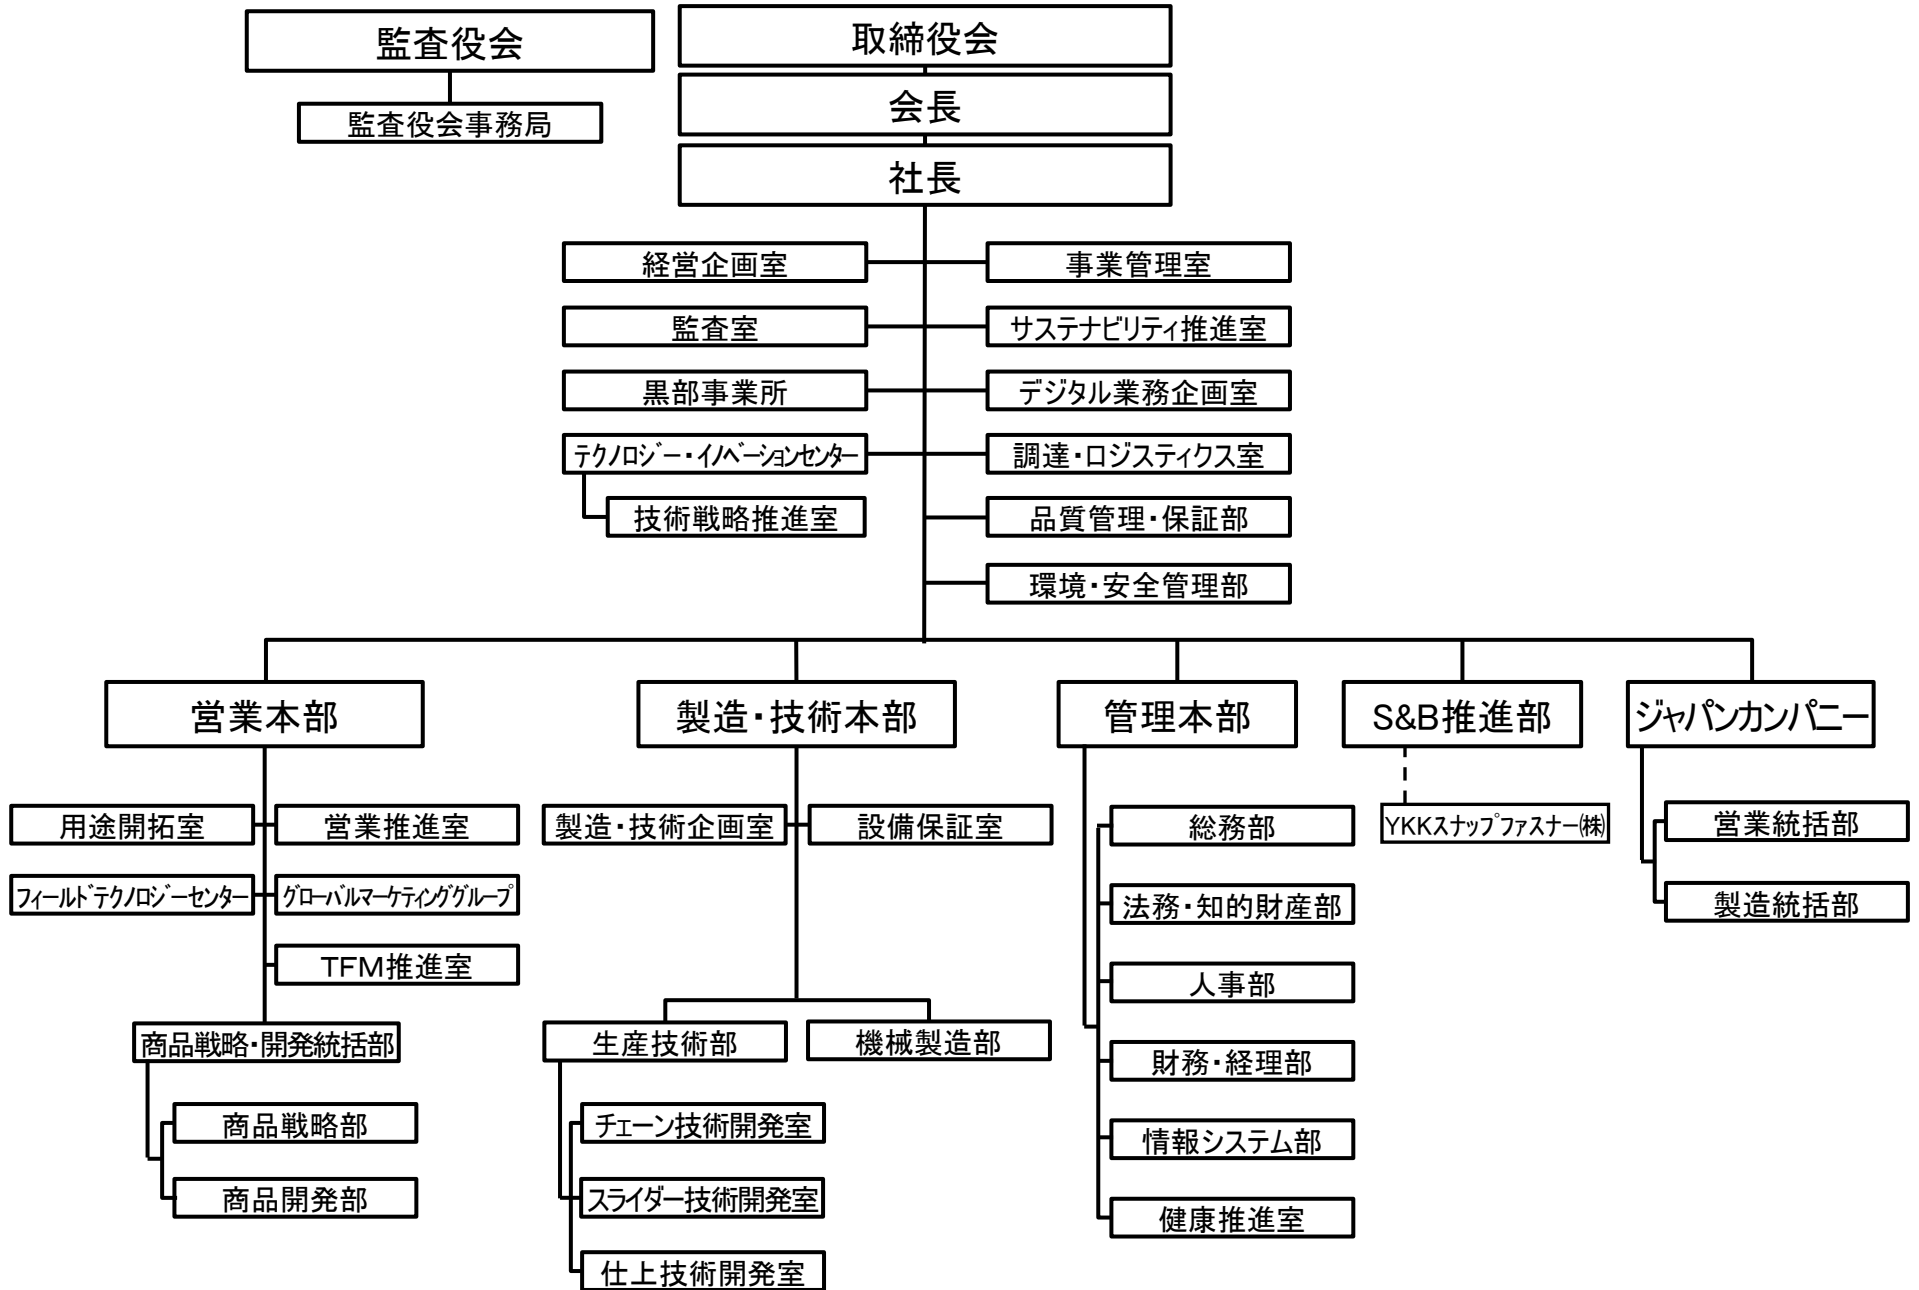 監査役会
取締役会
監査役会事務局
会長
社長
経営企画室
事業管理室
監査室
サステナビリティ推進室
黒部事業所
デジタル業務企画室
テクノロジー・イノベーションセンター
調達・ロジスティクス室
技術戦略推進室
品質管理・保証部
環境・安全管理部
営業本部
製造・技術本部
管理本部
S&B推進部
ジャパンカンパニー
用途開拓室
営業推進室
製造・技術企画室
設備保証室
総務部
YKKスナップファスナー㈱
営業統括部
フィールドテクノロジーセンター
グローバルマーケティンググループ
法務・知的財産部
製造統括部
TFM推進室
人事部
商品戦略・開発統括部
生産技術部
機械製造部
財務・経理部
商品戦略部
チェーン技術開発室
情報システム部
商品開発部
スライダー技術開発室
健康推進室
仕上技術開発室